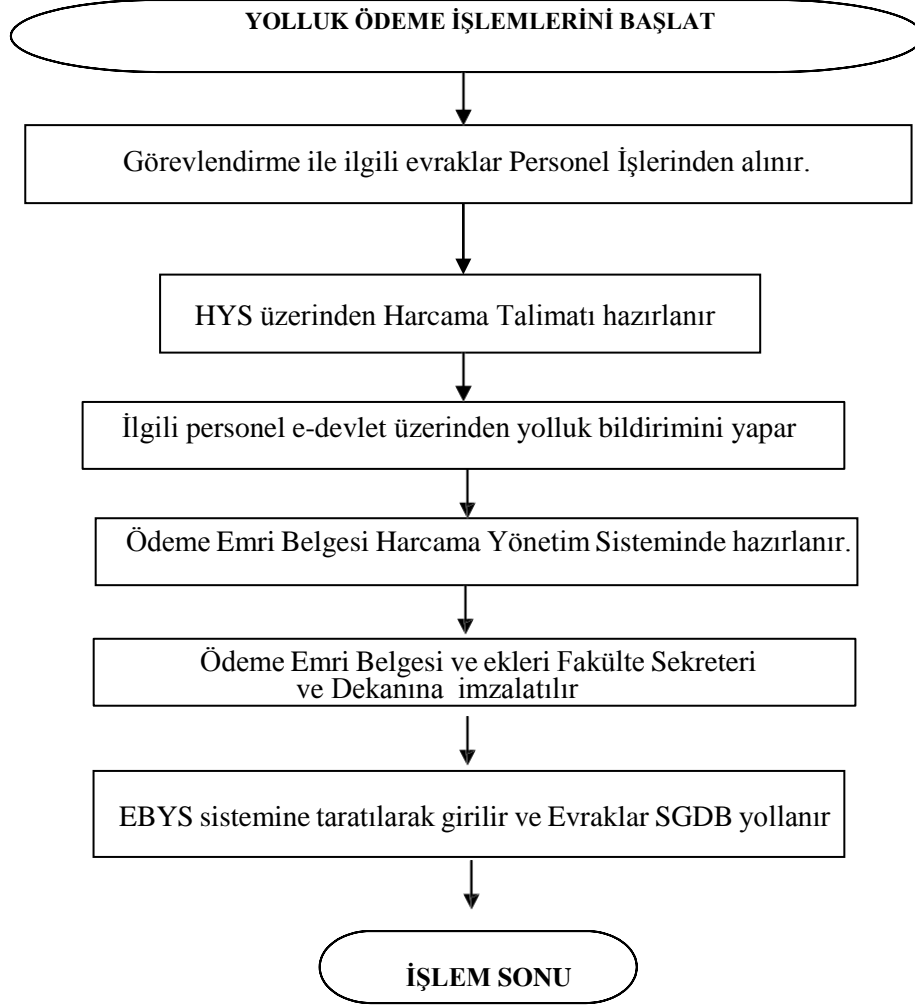 YOLLUK ÖDEME İŞLEMLERİNİ BAŞLAT
Görevlendirme ile ilgili evraklar Personel İşlerinden alınır.
HYS üzerinden Harcama Talimatı hazırlanır
İlgili personel e-devlet üzerinden yolluk bildirimini yapar
Ödeme Emri Belgesi Harcama Yönetim Sisteminde hazırlanır.
Ödeme Emri Belgesi ve ekleri Fakülte Sekreteri
ve Dekanına imzalatılır
EBYS sistemine taratılarak girilir ve Evraklar SGDB yollanır
İŞLEM SONU